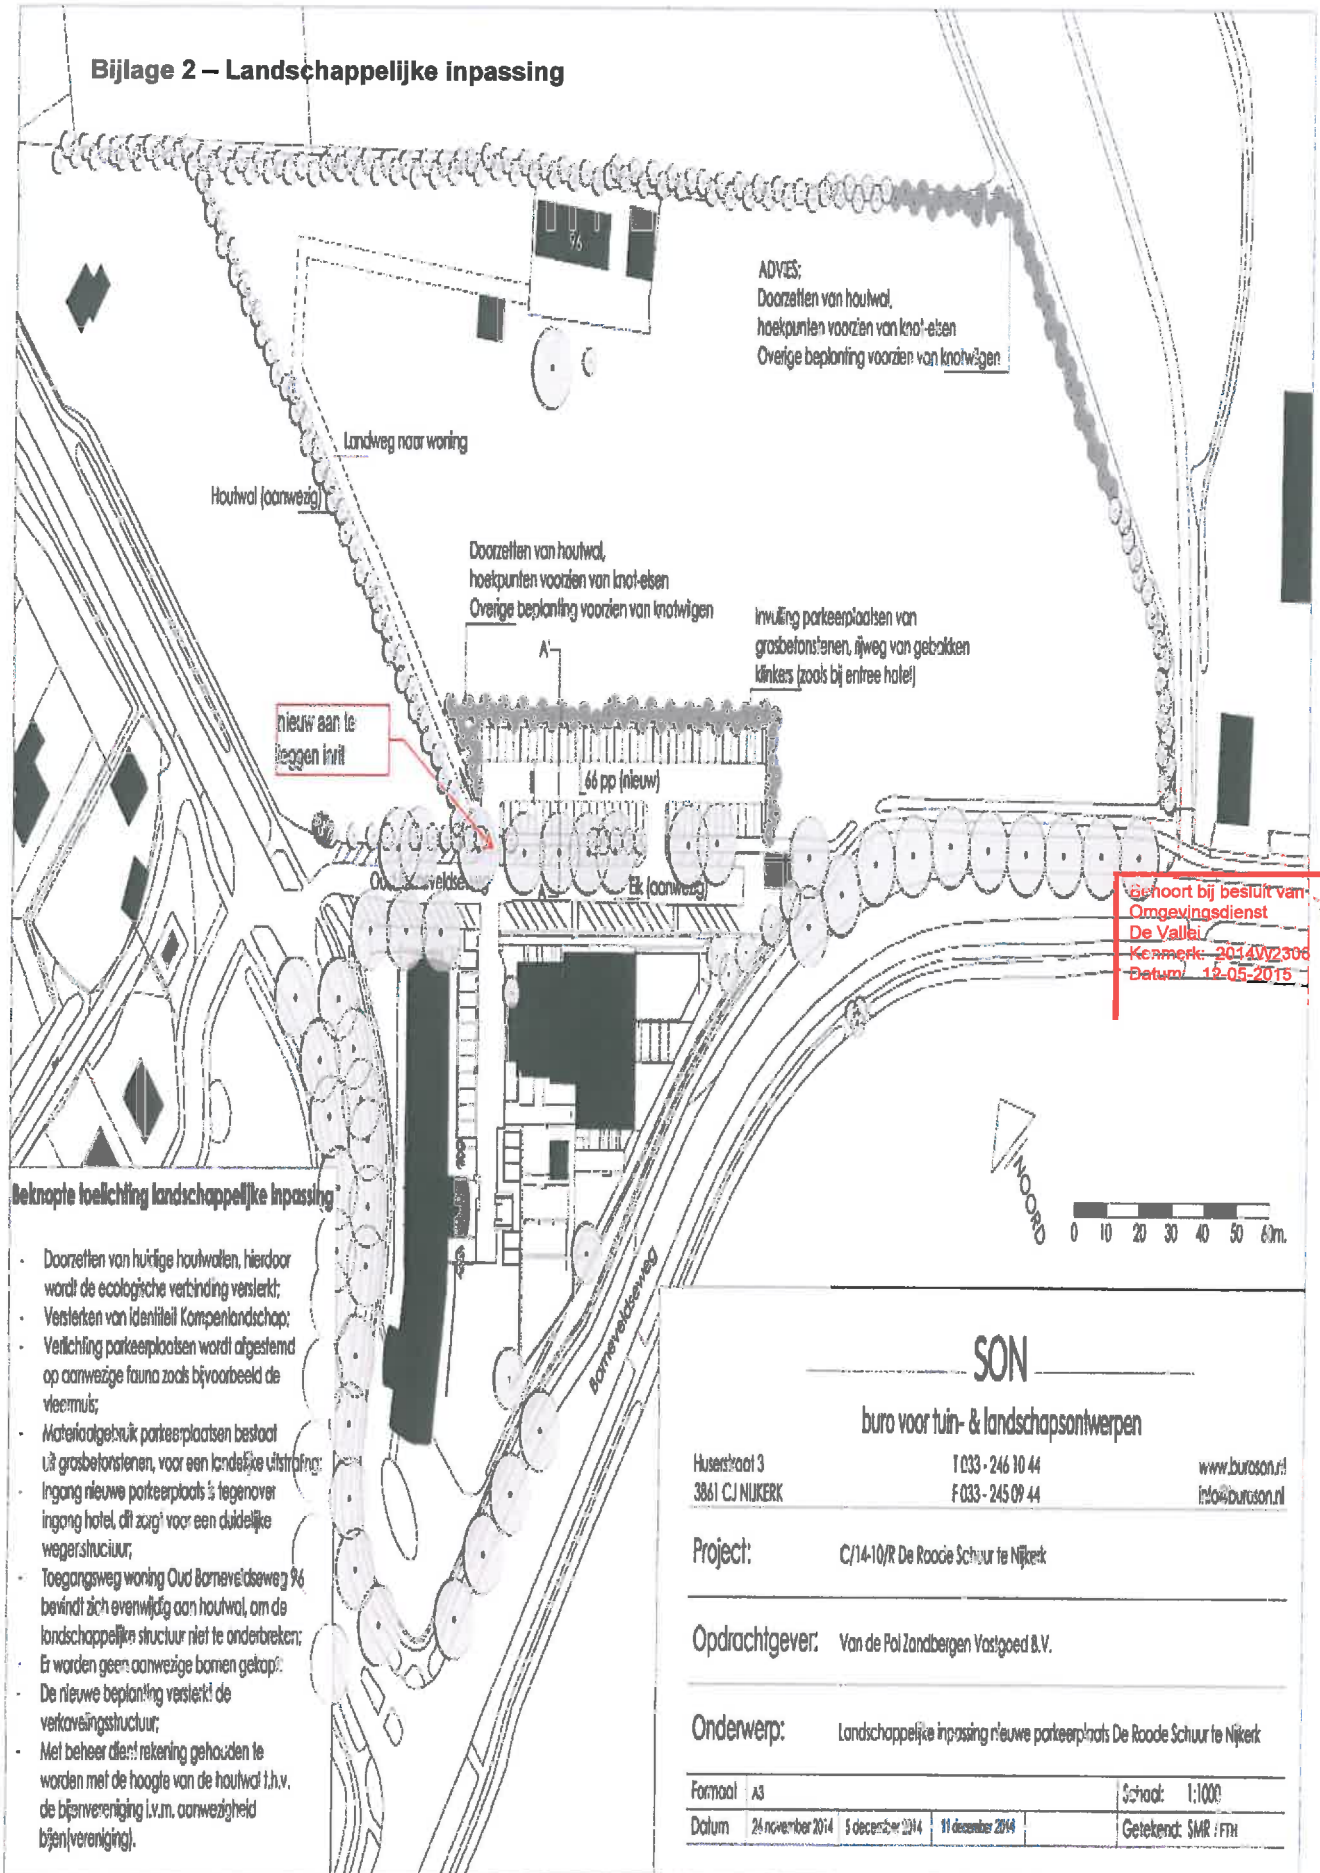 Bijlage 2 – Landschappelijke inpassing
96
ADVIES:
Doorzetten van houtwal,
hoekpunten voorzien van knot-elsen
Overige beplanting voorzien van knotwilgen
Landweg naar woning
Houtwal (aanwezig)
Doorzetten van houtwal,
hoekpunten voorzien van knot-elsen
Overige beplanting voorzien van knotwilgen
A'
Invulling parkeerplaatsen van
grasbetonstenen, rijweg van gebakken
klinkers (zoals bij entree hotel)
nieuw aan te
leggen inrit
66 pp (nieuw)
A
Eik (aanwezig)
Behoort bij besluit van
Omgevingsdienst
De Vallei
Kenmerk: 2014W2306
Datum 12-05-2015
NOORD
0 10 20 30 40 50 60m.
Barneveldseweg
Beknopte toelichting landschappelijke inpassing
- Doorzetten van huidige houtwallen, hierdoor
wordt de ecologische verbinding versterkt;
- Versterken van identiteit Kampenlandschap;
- Verlichting parkeerplaatsen wordt afgestemd
op aanwezige fauna zoals bijvoorbeeld de
vleermuis;
- Materiaalgebruik parkeerplaatsen bestaat
uit grasbetonstenen, voor een landelijke uitstraling;
- Ingang nieuwe parkeerplaats is tegenover
ingang hotel, dit zorgt voor een duidelijke
wegenstructuur;
- Toegangsweg woning Oud Barneveldseweg 96
bevindt zich evenwijdig aan houtwal, om de
landschappelijke structuur niet te onderbreken;
- Er worden geen aanwezige bomen gekapt;
- De nieuwe beplanting versterkt de
verkavelingsstructuur;
- Met beheer dient rekening gehouden te
worden met de hoogte van de houtwal t.h.v.
de bijenvereniging i.v.m. aanwezigheid
bijen(vereniging).
SON
buro voor tuin- & landschapsontwerpen
Huserstraat 3 T 033 - 246 10 44 www.buroson.nl
3861 CJ NIJKERK F 033 - 245 09 44 info@buroson.nl
Project: C/14-10/R De Roode Schuur te Nijkerk
Opdrachtgever: Van de Pol Zandbergen Vastgoed B.V.
Onderwerp: Landschappelijke inpassing nieuwe parkeerplaats De Roode Schuur te Nijkerk
Formaat A3 Schaal: 1:1000
Datum 26 november 2014 5 december 2014 11 december 2014 Getekend: SMR / FTH